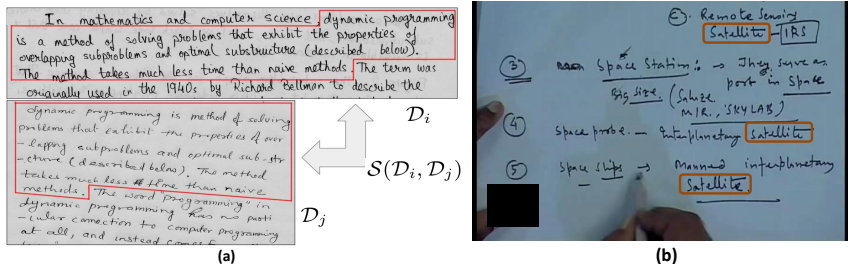 In mathematics and computer science, dynamic programming
is a method of solving problems that exhibit the properties of
overlapping subproblems and optimal substructure (described below).
The method takes much less time than naive methods. The term was
originally used in the 1940s by Richard Bellman to describe the
D_i
dynamic programming is method of solving
problems that exhibit the properties of over
-lapping subproblems and optimal sub-str
-cture (described below). The method
takes much less time than naive
methods. The word "programming" in
dynamic programming has no parti
-cular connection to computer programming
at all, and instead comes
S(D_i, D_j)
D_j
(a)
Remote Sensing
Satellite - IRS
③ Space Station: → They serve as
port in Space
Big Size (
MIR, SKYLAB)
④ Space probe - Interplanetary Satellite
⑤ Space Ships → Manned interplanetary
Satellite
(b)